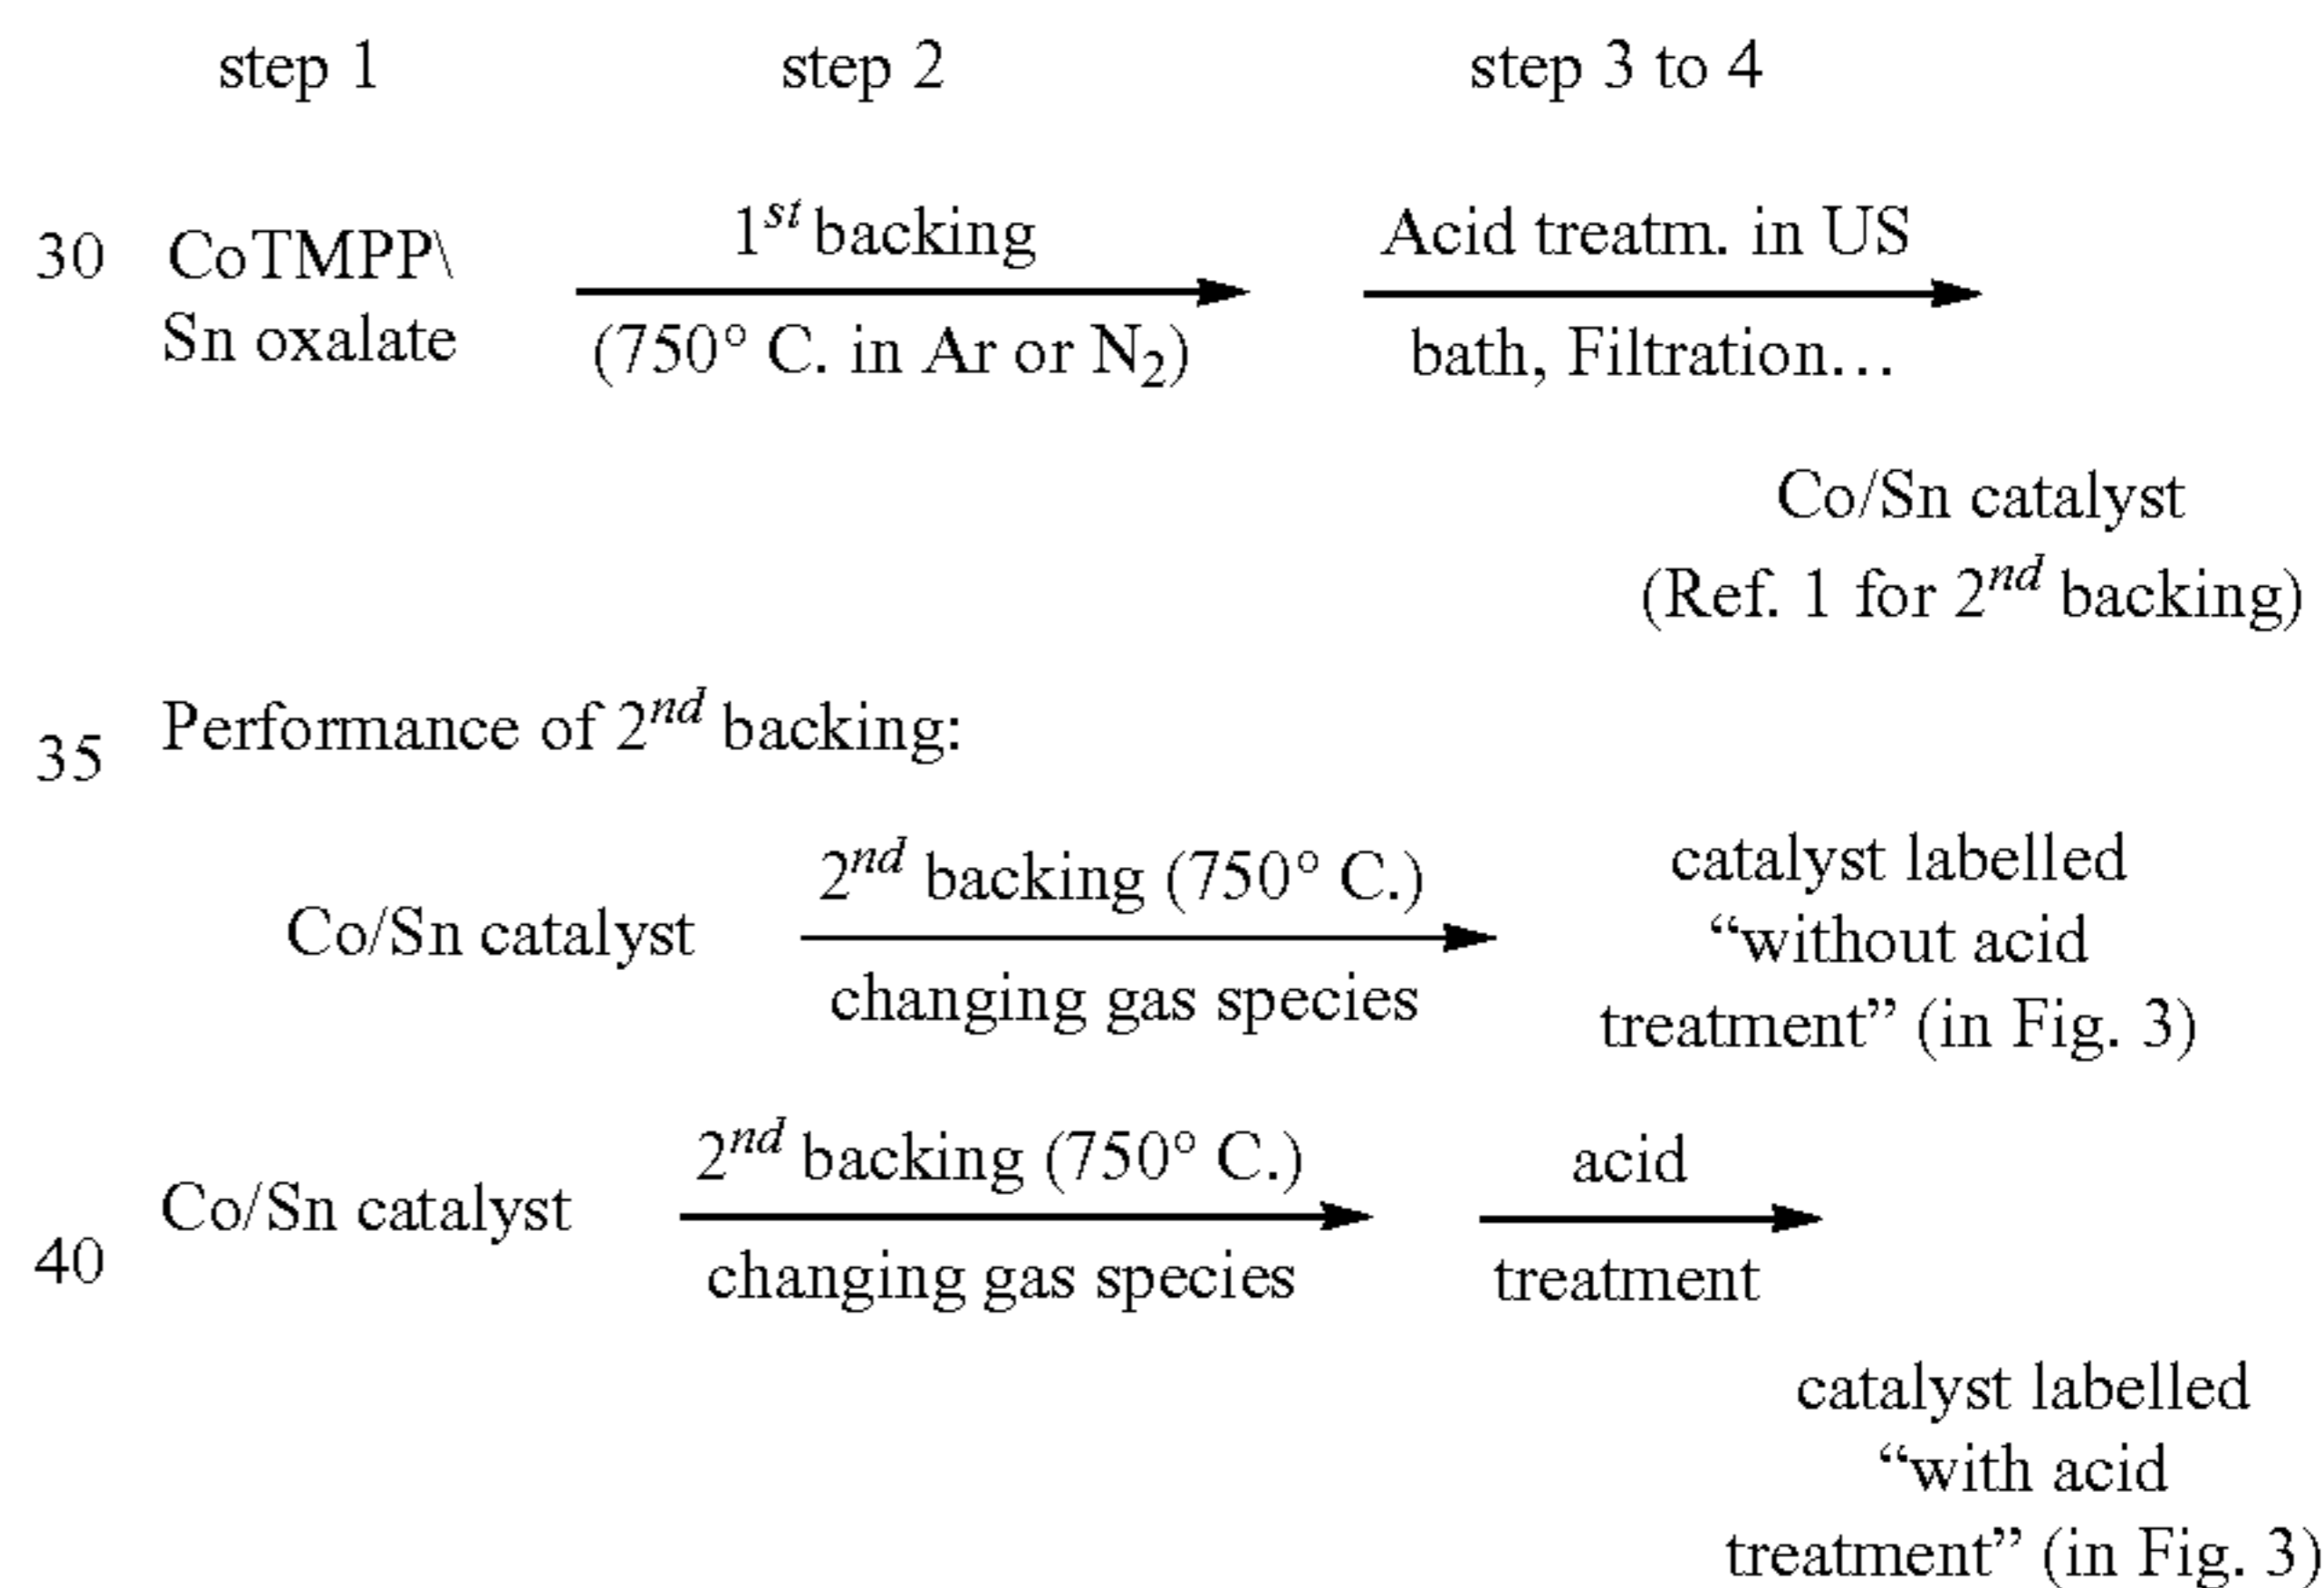 step 1 step 2 step 3 to 4
1st backing Acid treatm. in US
30 CoTMPP\
Sn oxalate (750° C. in Ar or N2) bath, Filtration…
Co/Sn catalyst
(Ref. 1 for 2nd backing)
35 Performance of 2nd backing:
2nd backing (750° C.) catalyst labelled
Co/Sn catalyst “without acid
changing gas species treatment” (in Fig. 3)
2nd backing (750° C.) acid
Co/Sn catalyst
40 changing gas species treatment
catalyst labelled
“with acid
treatment” (in Fig. 3)